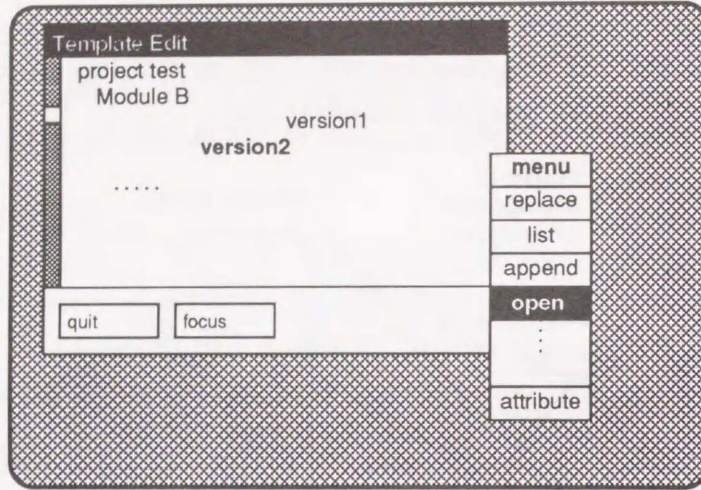 Template Edit
project test
Module B
version1
version2
.....
quit
focus
menu
replace
list
append
open
attribute